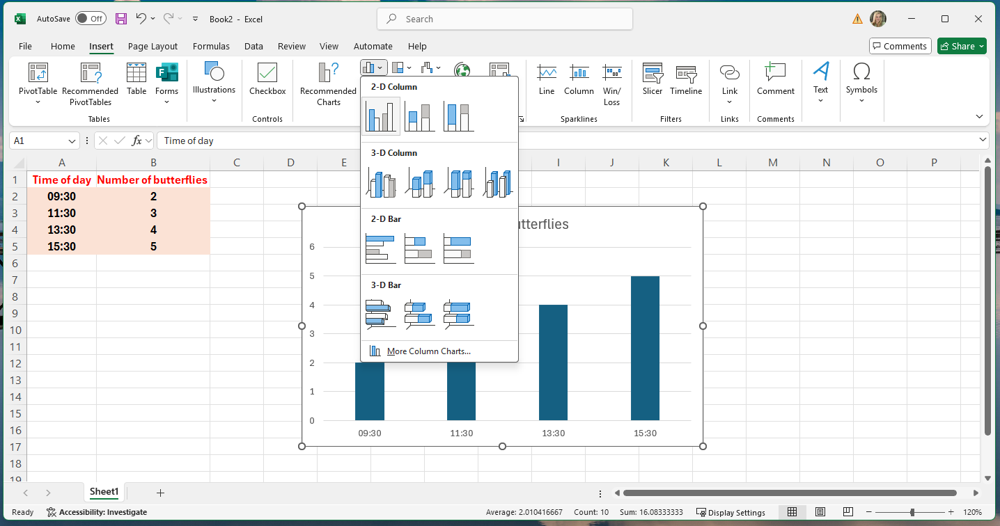 AutoSave Off Book2 - Excel Search
File Home Insert Page Layout Formulas Data Review View Automate Help Comments Share
PivotTable
Recommended
PivotTables
Table
Forms
Tables
Illustrations
Checkbox
Controls
Recommended
Charts
Line
Column
Win/
Loss
Sparklines
Slicer
Timeline
Filters
Link
Links
Comment
Comments
Text
Symbols
2-D Column
3-D Column
2-D Bar
3-D Bar
More Column Charts...
A1 fx Time of day
A B C D E I J K L M N O P
1 Time of day Number of butterflies
2 09:30 2
3 11:30 3
4 13:30 4
5 15:30 5
6
7
8
9
10
11
12
13
14
15
16
17
18
19
utterflies
6
5
4
3
2
1
0
09:30 11:30 13:30 15:30
Sheet1
Ready Accessibility: Investigate Average: 2.010416667 Count: 10 Sum: 16.08333333 Display Settings 120%